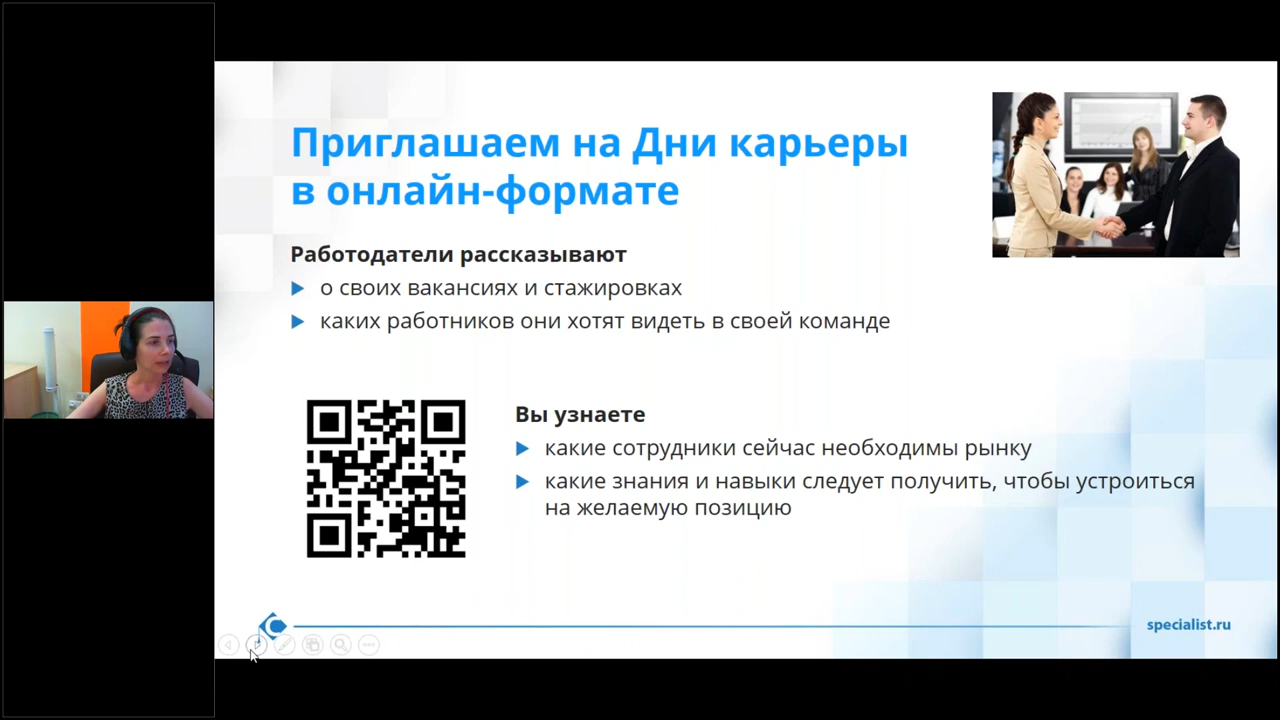 Приглашаем на Дни карьеры
в онлайн-формате
Работодатели рассказывают
о своих вакансиях и стажировках
каких работников они хотят видеть в своей команде
Вы узнаете
какие сотрудники сейчас необходимы рынку
какие знания и навыки следует получить, чтобы устроиться
на желаемую позицию
specialist.ru